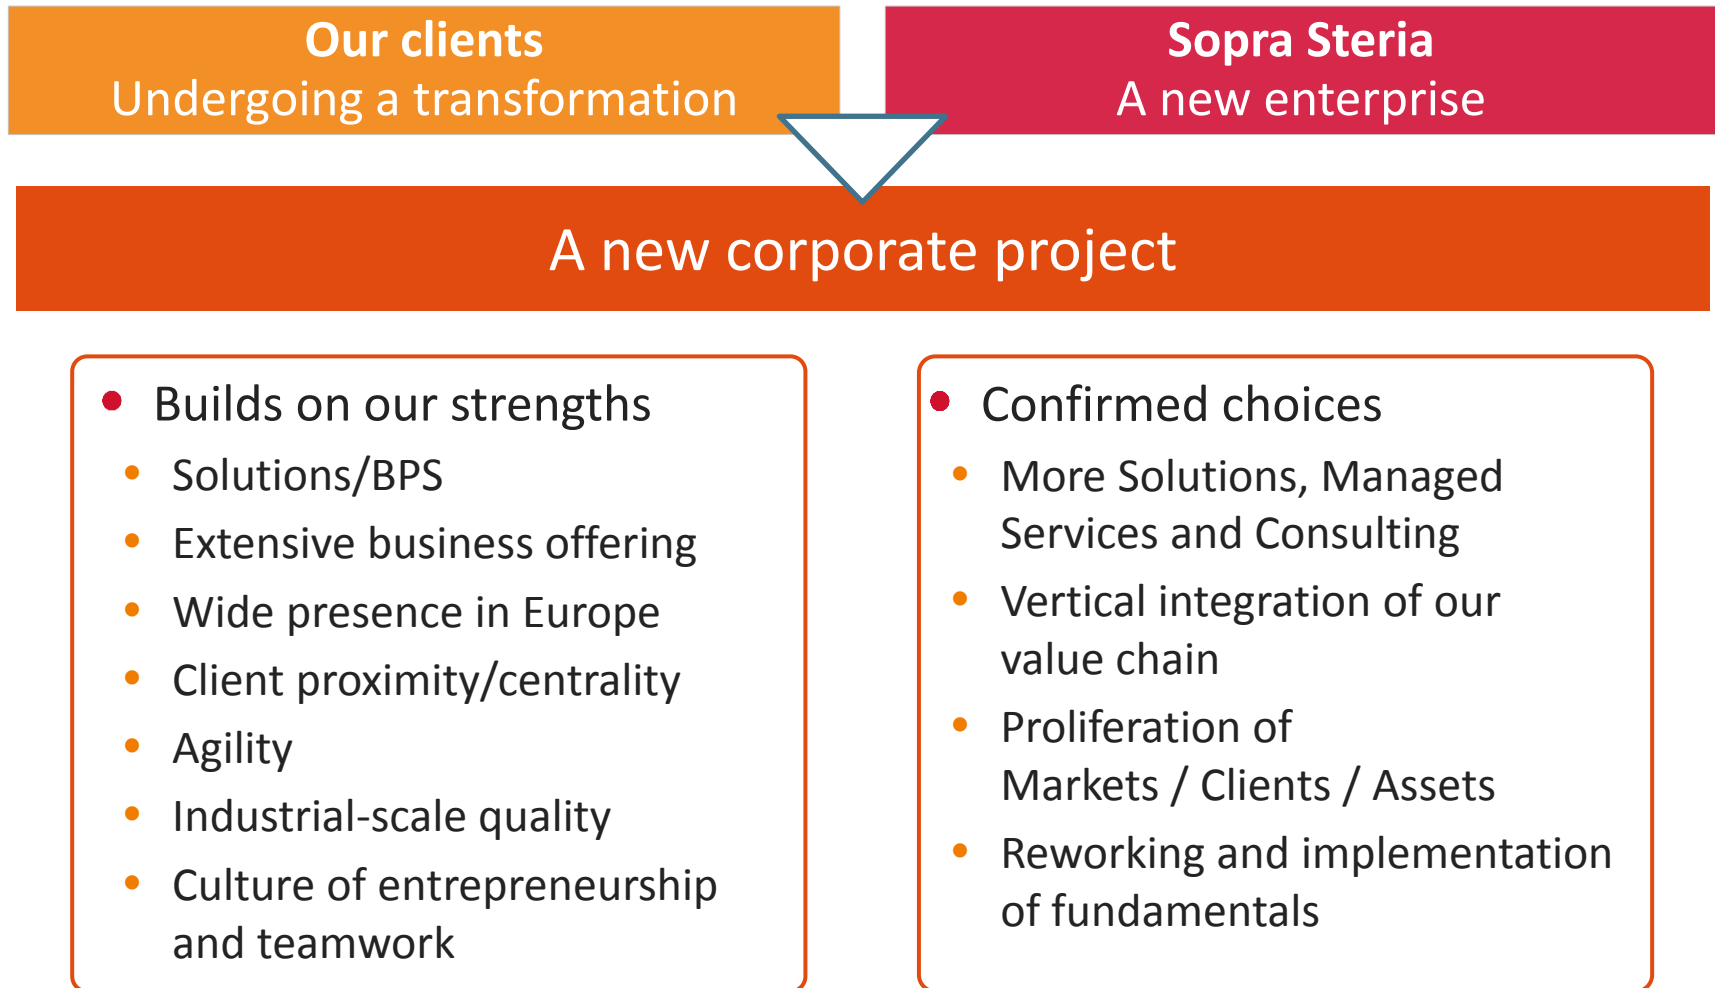 Our clients
Undergoing a transformation
Sopra Steria
A new enterprise
A new corporate project
• Builds on our strengths
• Solutions/BPS
• Extensive business offering
• Wide presence in Europe
• Client proximity/centrality
• Agility
• Industrial-scale quality
• Culture of entrepreneurship
and teamwork
• Confirmed choices
• More Solutions, Managed
Services and Consulting
• Vertical integration of our
value chain
• Proliferation of
Markets / Clients / Assets
• Reworking and implementation
of fundamentals